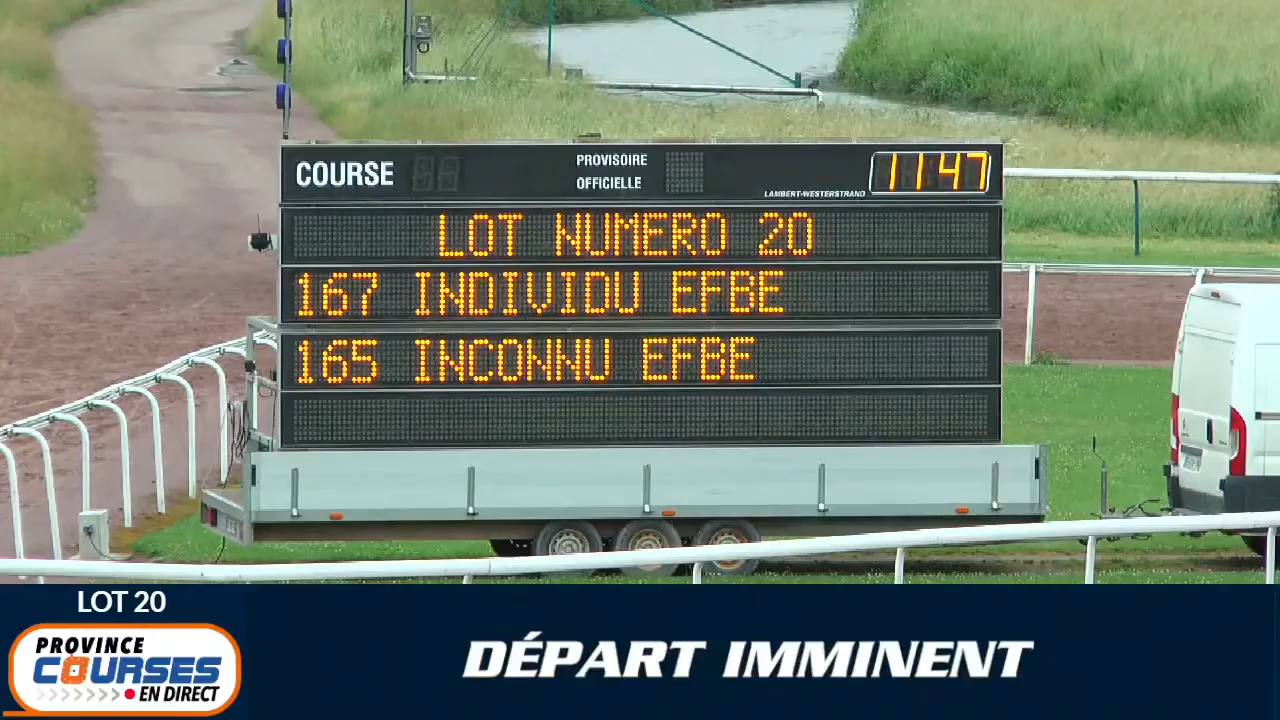 COURSE
PROVISOIRE
OFFICIELLE
LAMBERT-WESTERSTRAND
11:47
LOT NUMERO 20
167 INDIVIDU EFBE
165 INCONNU EFBE
LOT 20
PROVINCE
COURSES
EN DIRECT
DÉPART IMMINENT